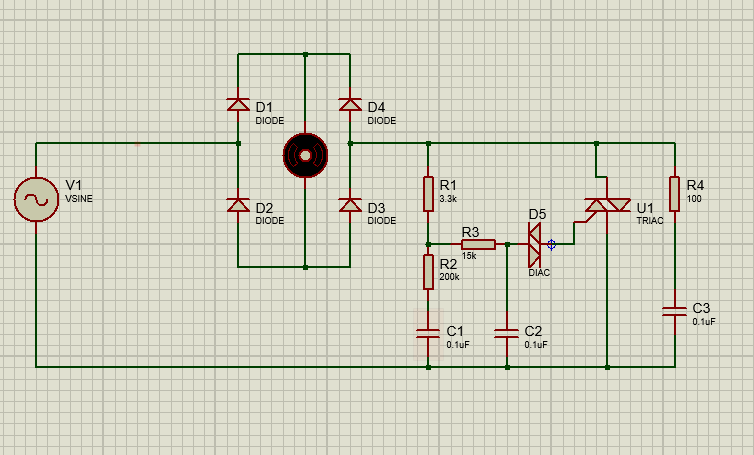 D1
DIODE
D4
DIODE
V1
VSINE
D2
DIODE
D3
DIODE
R1
3.3k
R3
15k
R2
200k
D5
DIAC
U1
TRIAC
R4
100
C1
0.1uF
C2
0.1uF
C3
0.1uF